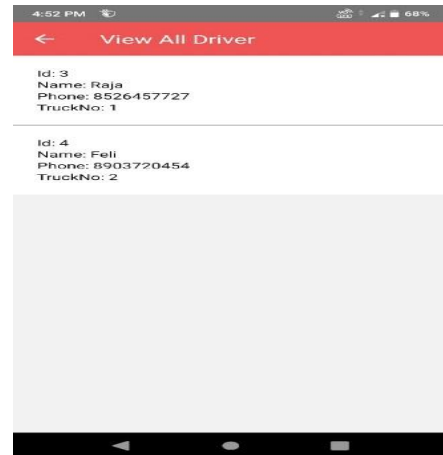 4:52 PM
68%
View All Driver
Id: 3
Name: Raja
Phone: 8526457727
TruckNo: 1
Id: 4
Name: Feli
Phone: 8903720454
TruckNo: 2